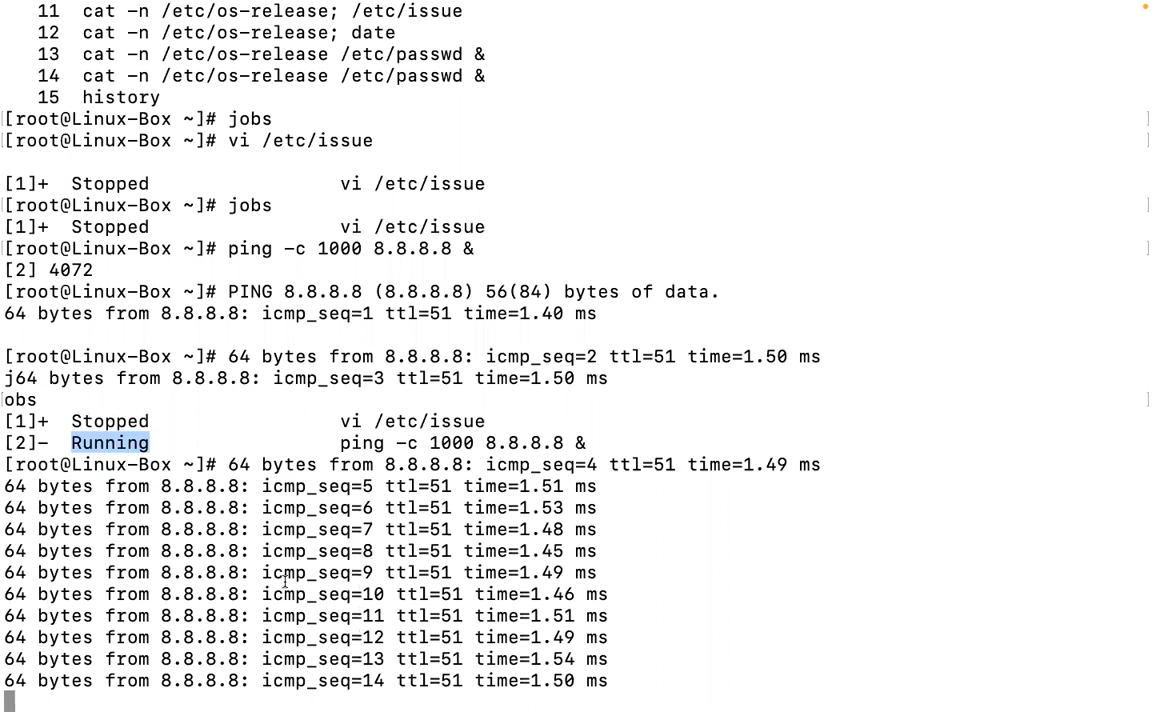 11  cat -n /etc/os-release; /etc/issue
12  cat -n /etc/os-release; date
13  cat -n /etc/os-release /etc/passwd &
14  cat -n /etc/os-release /etc/passwd &
15  history
[root@Linux-Box ~]# jobs
[root@Linux-Box ~]# vi /etc/issue
[1]+  Stopped                 vi /etc/issue
[root@Linux-Box ~]# jobs
[1]+  Stopped                 vi /etc/issue
[root@Linux-Box ~]# ping -c 1000 8.8.8.8 &
[2] 4072
[root@Linux-Box ~]# PING 8.8.8.8 (8.8.8.8) 56(84) bytes of data.
64 bytes from 8.8.8.8: icmp_seq=1 ttl=51 time=1.40 ms
[root@Linux-Box ~]# 64 bytes from 8.8.8.8: icmp_seq=2 ttl=51 time=1.50 ms
j64 bytes from 8.8.8.8: icmp_seq=3 ttl=51 time=1.50 ms
obs
[1]+  Stopped                 vi /etc/issue
[2]-  Running                 ping -c 1000 8.8.8.8 &
[root@Linux-Box ~]# 64 bytes from 8.8.8.8: icmp_seq=4 ttl=51 time=1.49 ms
64 bytes from 8.8.8.8: icmp_seq=5 ttl=51 time=1.51 ms
64 bytes from 8.8.8.8: icmp_seq=6 ttl=51 time=1.53 ms
64 bytes from 8.8.8.8: icmp_seq=7 ttl=51 time=1.48 ms
64 bytes from 8.8.8.8: icmp_seq=8 ttl=51 time=1.45 ms
64 bytes from 8.8.8.8: icmp_seq=9 ttl=51 time=1.49 ms
64 bytes from 8.8.8.8: icmp_seq=10 ttl=51 time=1.46 ms
64 bytes from 8.8.8.8: icmp_seq=11 ttl=51 time=1.51 ms
64 bytes from 8.8.8.8: icmp_seq=12 ttl=51 time=1.49 ms
64 bytes from 8.8.8.8: icmp_seq=13 ttl=51 time=1.54 ms
64 bytes from 8.8.8.8: icmp_seq=14 ttl=51 time=1.50 ms